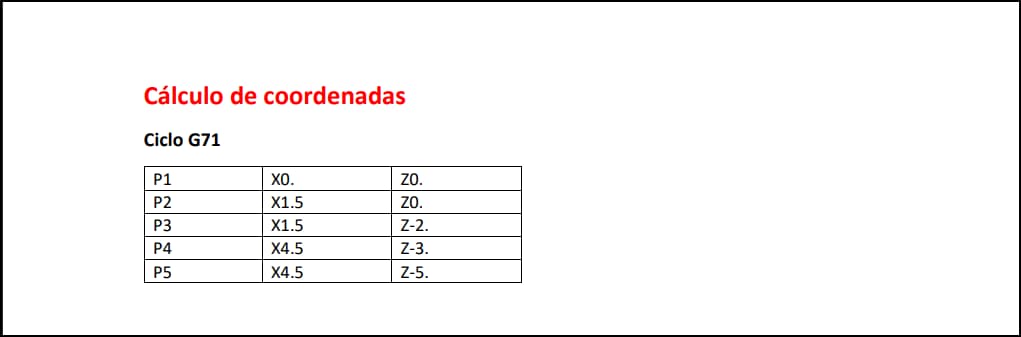 Cálculo de coordenadas
Ciclo G71
P1 X0. Z0.
P2 X1.5 Z0.
P3 X1.5 Z-2.
P4 X4.5 Z-3.
P5 X4.5 Z-5.